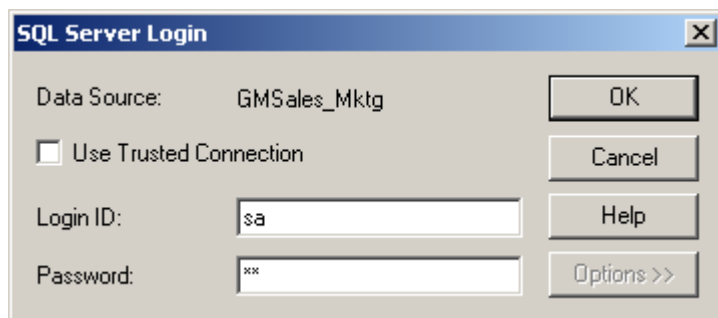 SQL Server Login
Data Source: GMSales_Mktg
OK
Use Trusted Connection
Cancel
Login ID: sa
Help
Password: **
Options >>